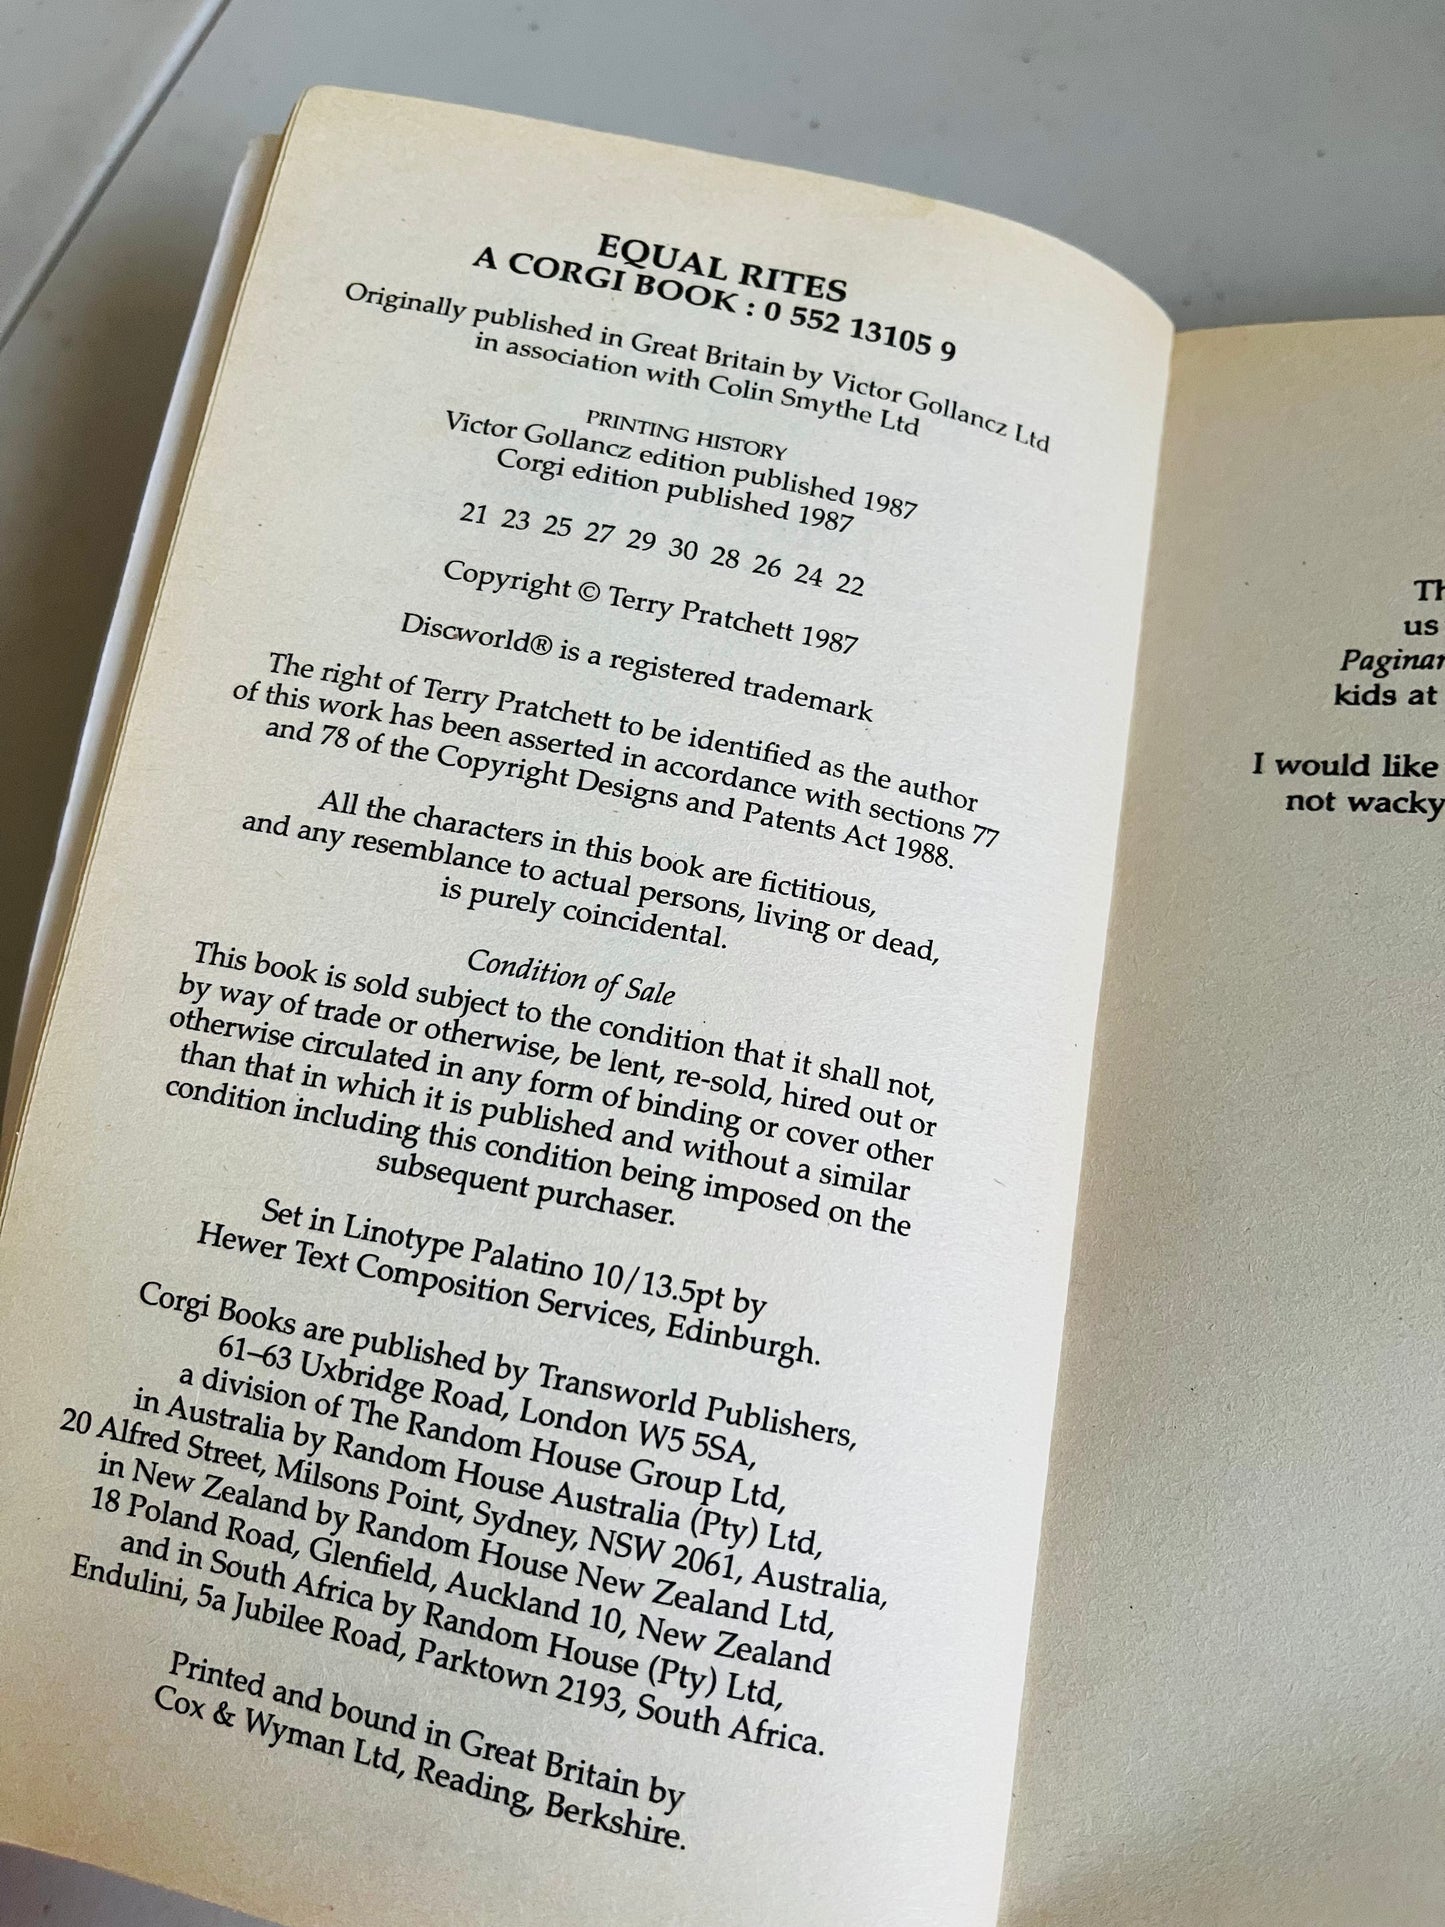 EQUAL RITES
A CORGI BOOK : 0 552 13105 9
Originally published in Great Britain by Victor Gollancz Ltd
in association with Colin Smythe Ltd
PRINTING HISTORY
Victor Gollancz edition published 1987
Corgi edition published 1987
21 23 25 27 29 30 28 26 24 22
Copyright © Terry Pratchett 1987
Discworld® is a registered trademark
The right of Terry Pratchett to be identified as the author
of this work has been asserted in accordance with sections 77
and 78 of the Copyright Designs and Patents Act 1988.
All the characters in this book are fictitious,
and any resemblance to actual persons, living or dead,
is purely coincidental.
Condition of Sale
This book is sold subject to the condition that it shall not,
by way of trade or otherwise, be lent, re-sold, hired out or
otherwise circulated in any form of binding or cover other
than that in which it is published and without a similar
condition including this condition being imposed on the
subsequent purchaser.
Set in Linotype Palatino 10/13.5pt by
Hewer Text Composition Services, Edinburgh.
Corgi Books are published by Transworld Publishers,
61–63 Uxbridge Road, London W5 5SA,
a division of The Random House Group Ltd,
in Australia by Random House Australia (Pty) Ltd,
20 Alfred Street, Milsons Point, Sydney, NSW 2061, Australia,
in New Zealand by Random House New Zealand Ltd,
18 Poland Road, Glenfield, Auckland 10, New Zealand
and in South Africa by Random House (Pty) Ltd,
Endulini, 5a Jubilee Road, Parktown 2193, South Africa.
Printed and bound in Great Britain by
Cox & Wyman Ltd, Reading, Berkshire.
us
kids at
I would like
not wacky